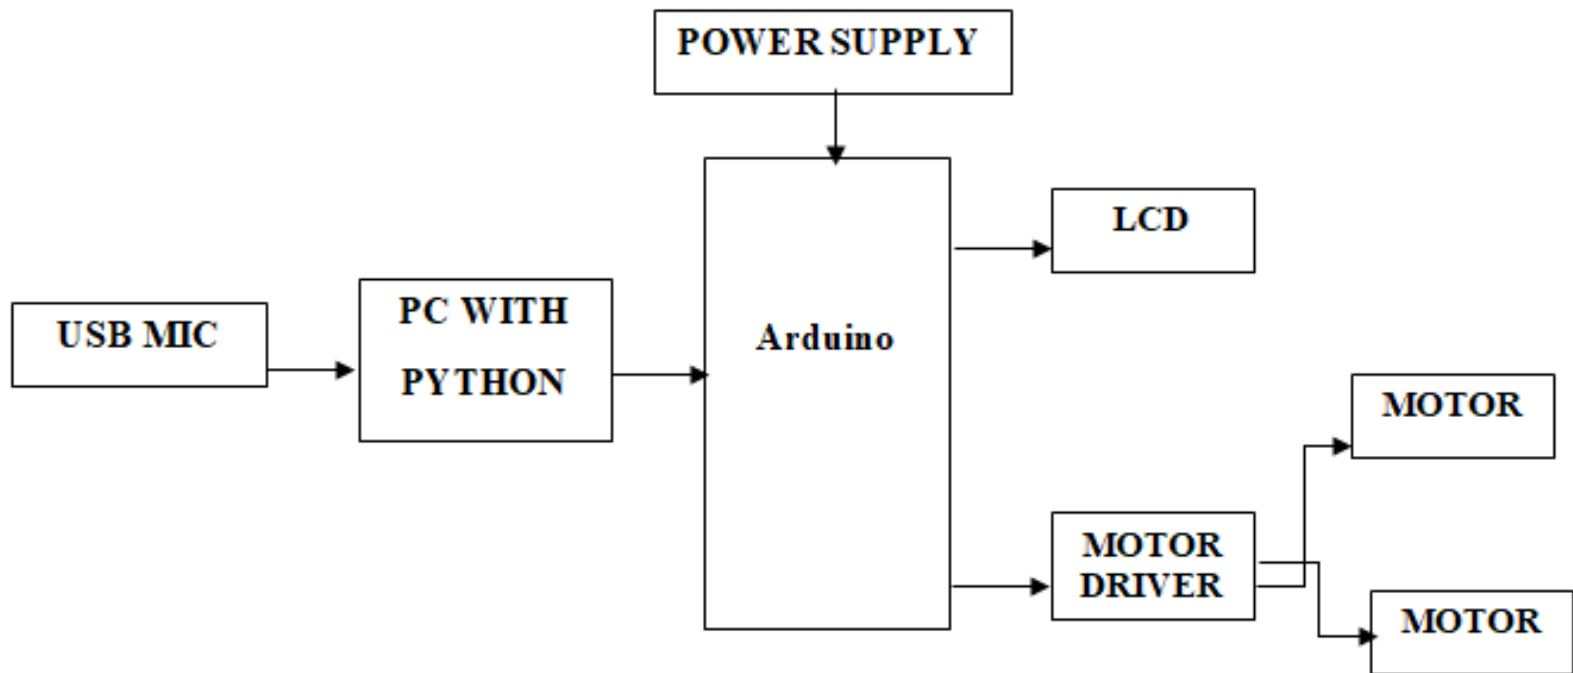 POWER SUPPLY
LCD
Arduino
USB MIC
PC WITH
PYTHON
MOTOR
MOTOR
DRIVER
MOTOR